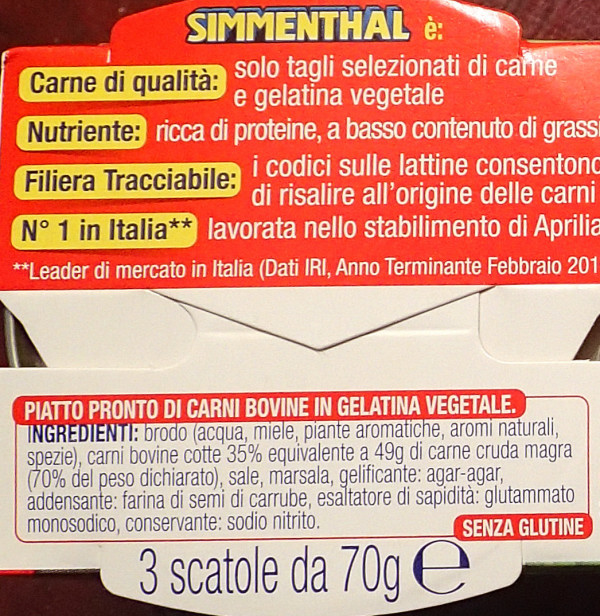 SIMMENTHAL è:
Carne di qualità: solo tagli selezionati di carne
e gelatina vegetale
Nutriente: ricca di proteine, a basso contenuto di grassi
Filiera Tracciabile: i codici sulle lattine consentono
di risalire all'origine delle carni
N° 1 in Italia** lavorata nello stabilimento di Aprilia
**Leader di mercato in Italia (Dati IRI, Anno Terminante Febbraio 201
PIATTO PRONTO DI CARNI BOVINE IN GELATINA VEGETALE.
INGREDIENTI: brodo (acqua, miele, piante aromatiche, aromi naturali,
spezie), carni bovine cotte 35% equivalente a 49g di carne cruda magra
(70% del peso dichiarato), sale, marsala, gelificante: agar-agar,
addensante: farina di semi di carrube, esaltatore di sapidità: glutammato
monosodico, conservante: sodio nitrito.
SENZA GLUTINE
3 scatole da 70g e